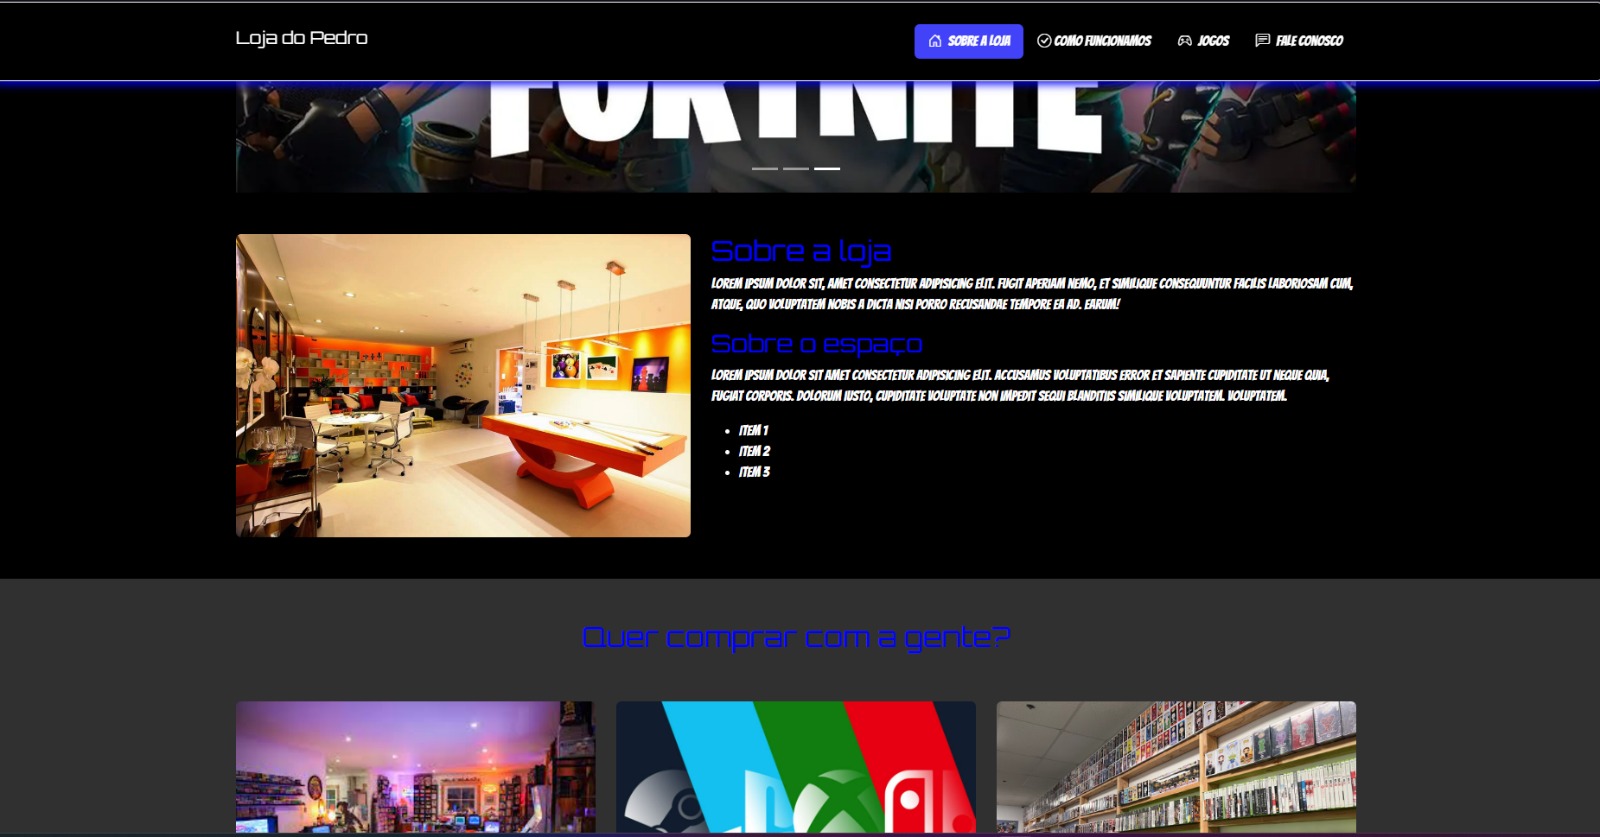 Loja do Pedro
SOBRE A LOJA
COMO FUNCIONAMOS
JOGOS
FALE CONOSCO
FORTNITE
Sobre a loja
LOREM IPSUM DOLOR SIT, AMET CONSECTETUR ADIPISICING ELIT. FUGIT APERIAM NEMO, ET SIMILIQUE CONSEQUUNTUR FACILIS LABORIOSAM CUM,
ATQUE, QUO VOLUPTATEM NOBIS A DICTA NISI PORRO RECUSANDAE TEMPORE EA AD. EARUM!
Sobre o espaço
LOREM IPSUM DOLOR SIT AMET CONSECTETUR ADIPISICING ELIT. ACCUSAMUS VOLUPTATIBUS ERROR ET SAPIENTE CUPIDITATE UT NEQUE QUIA,
FUGIAT CORPORIS. DOLORUM IUSTO, CUPIDITATE VOLUPTATE NON IMPEDIT SEQUI BLANDITIIS SIMILIQUE VOLUPTATEM. VOLUPTATEM.
ITEM 1
ITEM 2
ITEM 3
Quer comprar com a gente?